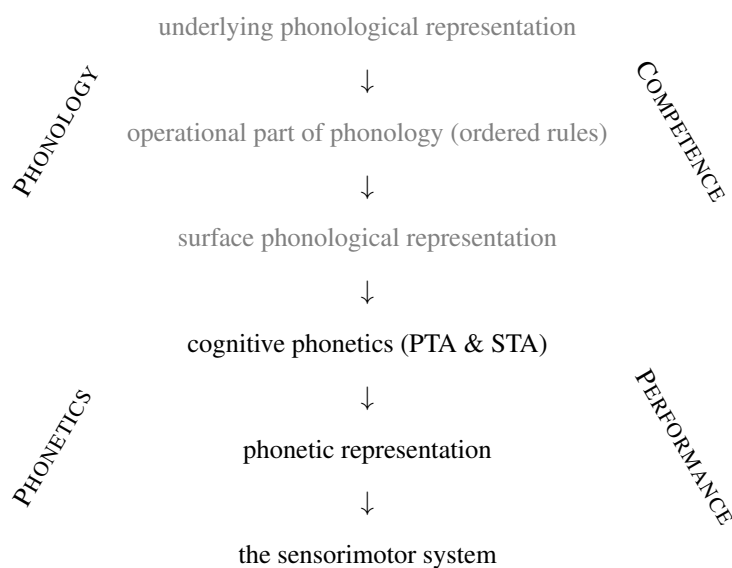 underlying phonological representation
↓
PHONOLOGY
COMPETENCE
operational part of phonology (ordered rules)
↓
surface phonological representation
↓
cognitive phonetics (PTA & STA)
↓
PHONETICS
PERFORMANCE
phonetic representation
↓
the sensorimotor system